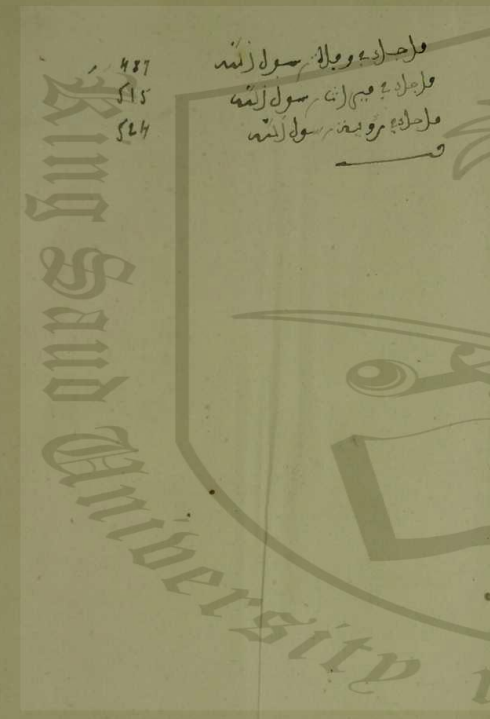 ما جاء في وفاة رسول الله 487
ما جاء في ميراث رسول الله 515
ما جاء في رؤية رسول الله 524
King Saud University